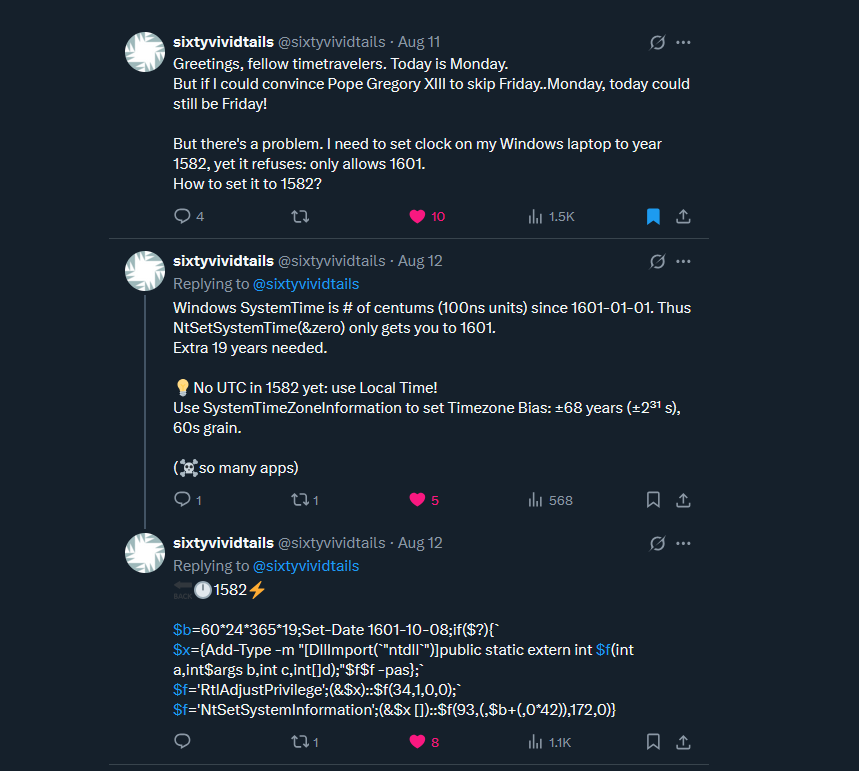 sixtyvividtails @sixtyvividtails · Aug 11
Greetings, fellow timetravelers. Today is Monday.
But if I could convince Pope Gregory XIII to skip Friday..Monday, today could
still be Friday!
But there's a problem. I need to set clock on my Windows laptop to year
1582, yet it refuses: only allows 1601.
How to set it to 1582?
4 10 1.5K
sixtyvividtails @sixtyvividtails · Aug 12
Replying to @sixtyvividtails
Windows SystemTime is # of centums (100ns units) since 1601-01-01. Thus
NtSetSystemTime(&zero) only gets you to 1601.
Extra 19 years needed.
💡No UTC in 1582 yet: use Local Time!
Use SystemTimeZoneInformation to set Timezone Bias: ±68 years (±2³¹ s),
60s grain.
(☠️so many apps)
1 1 5 568
sixtyvividtails @sixtyvividtails · Aug 12
Replying to @sixtyvividtails
🔙🕛1582⚡
$b=60*24*365*19;Set-Date 1601-10-08;if($?){`
$x={Add-Type -m "[DllImport(`"ntdll`")]public static extern int $f(int
a,int$args b,int c,int[]d);"$f$f -pas};`
$f='RtlAdjustPrivilege';(&$x)::$f(34,1,0,0);`
$f='NtSetSystemInformation';(&$x [])::$f(93,(,$b+(,0*42)),172,0)}
1 8 1.1K